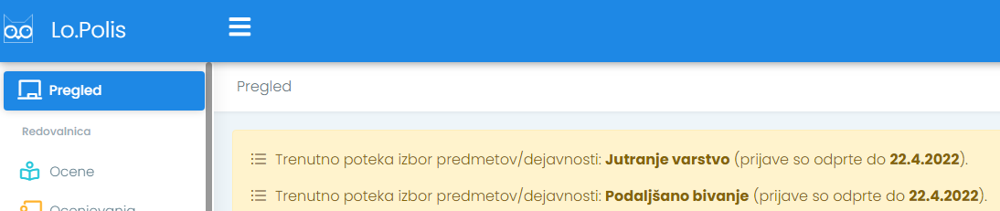 Lo.Polis
Pregled
Pregled
Redovalnica
Trenutno poteka izbor predmetov/dejavnosti: Jutranje varstvo (prijave so odprte do 22.4.2022).
Ocene
Trenutno poteka izbor predmetov/dejavnosti: Podaljšano bivanje (prijave so odprte do 22.4.2022).
Ocenjevanja